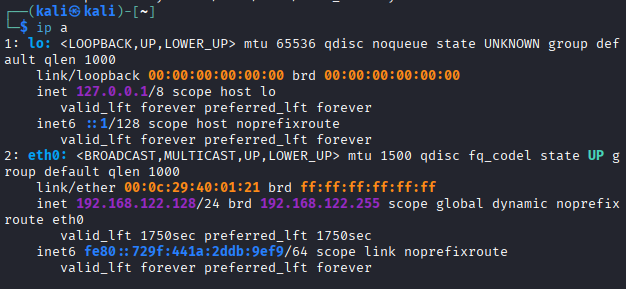 ┌──(kali㉿kali)-[~]
└─$ ip a
1: lo: <LOOPBACK,UP,LOWER_UP> mtu 65536 qdisc noqueue state UNKNOWN group def
ault qlen 1000
    link/loopback 00:00:00:00:00:00 brd 00:00:00:00:00:00
    inet 127.0.0.1/8 scope host lo
       valid_lft forever preferred_lft forever
    inet6 ::1/128 scope host noprefixroute
       valid_lft forever preferred_lft forever
2: eth0: <BROADCAST,MULTICAST,UP,LOWER_UP> mtu 1500 qdisc fq_codel state UP g
roup default qlen 1000
    link/ether 00:0c:29:40:01:21 brd ff:ff:ff:ff:ff:ff
    inet 192.168.122.128/24 brd 192.168.122.255 scope global dynamic noprefix
route eth0
       valid_lft 1750sec preferred_lft 1750sec
    inet6 fe80::729f:441a:2ddb:9ef9/64 scope link noprefixroute
       valid_lft forever preferred_lft forever